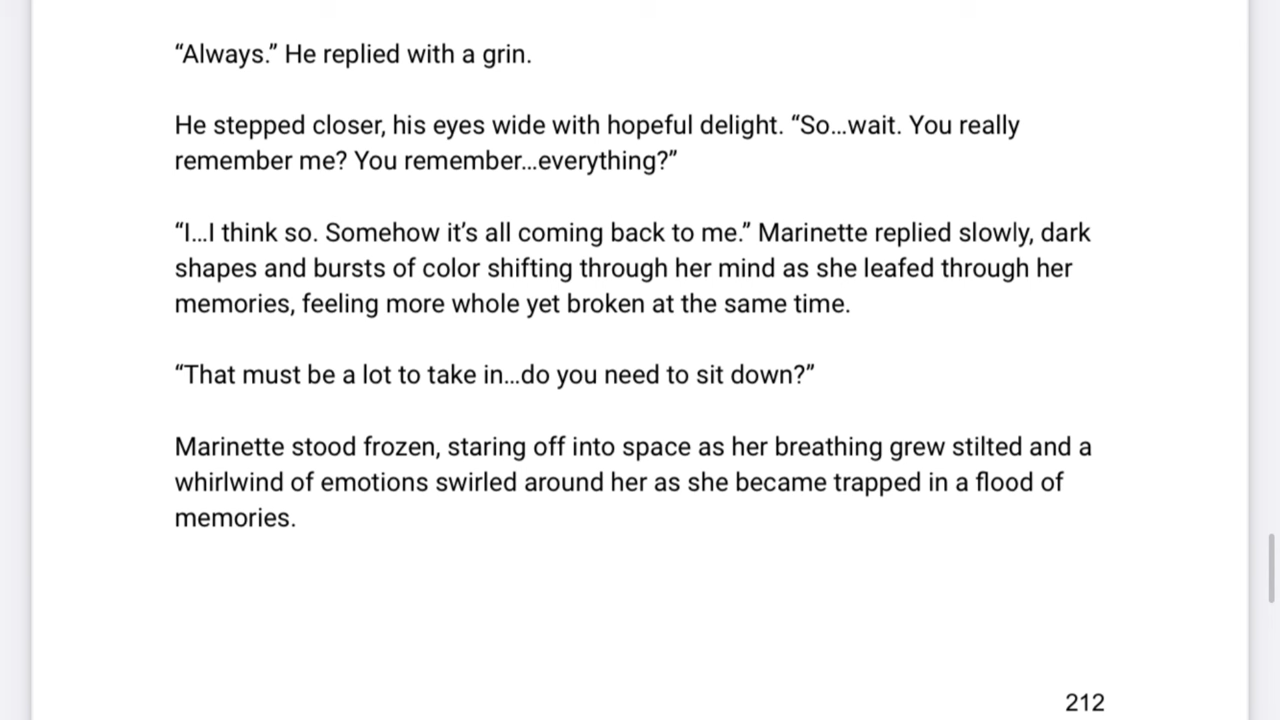 “Always.” He replied with a grin.
He stepped closer, his eyes wide with hopeful delight. “So…wait. You really
remember me? You remember…everything?”
“I…I think so. Somehow it’s all coming back to me.” Marinette replied slowly, dark
shapes and bursts of color shifting through her mind as she leafed through her
memories, feeling more whole yet broken at the same time.
“That must be a lot to take in…do you need to sit down?”
Marinette stood frozen, staring off into space as her breathing grew stilted and a
whirlwind of emotions swirled around her as she became trapped in a flood of
memories.
212